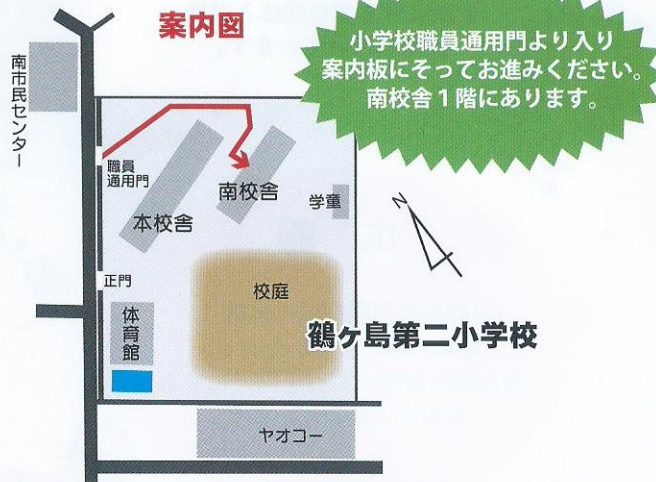 案内図
小学校職員通用門より入り
案内板にそってお進みください。
南校舎1階にあります。
南市民センター
職員
通用門
南校舎
学童
本校舎
N
正門
校庭
体育館
鶴ヶ島第二小学校
ヤオコー